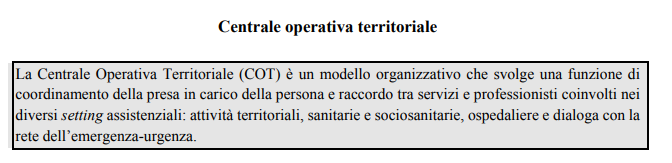 Centrale operativa territoriale
La Centrale Operativa Territoriale (COT) è un modello organizzativo che svolge una funzione di
coordinamento della presa in carico della persona e raccordo tra servizi e professionisti coinvolti nei
diversi setting assistenziali: attività territoriali, sanitarie e sociosanitarie, ospedaliere e dialoga con la
rete dell’emergenza-urgenza.